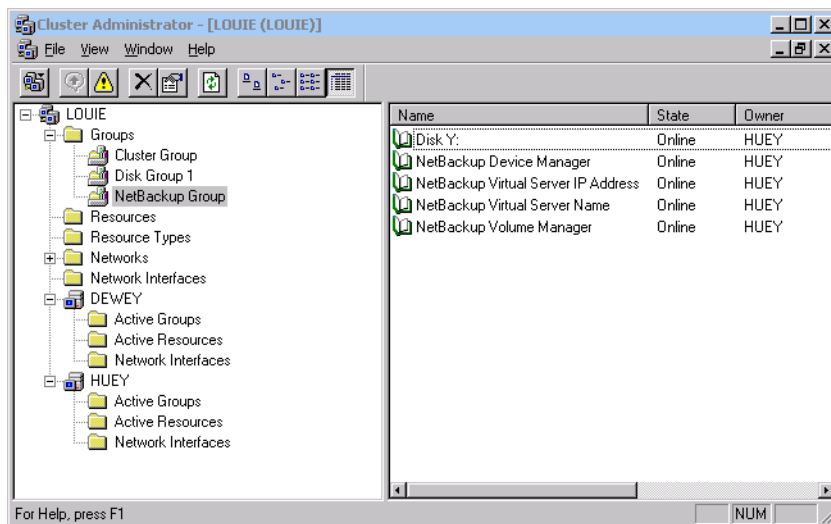 Cluster Administrator - [LOUIE (LOUIE)]
File View Window Help
LOUIE
Groups
Cluster Group
Disk Group 1
NetBackup Group
Resources
Resource Types
Networks
Network Interfaces
DEWEY
Active Groups
Active Resources
Network Interfaces
HUEY
Active Groups
Active Resources
Network Interfaces
Name State Owner
Disk Y: Online HUEY
NetBackup Device Manager Online HUEY
NetBackup Virtual Server IP Address Online HUEY
NetBackup Virtual Server Name Online HUEY
NetBackup Volume Manager Online HUEY
For Help, press F1 NUM